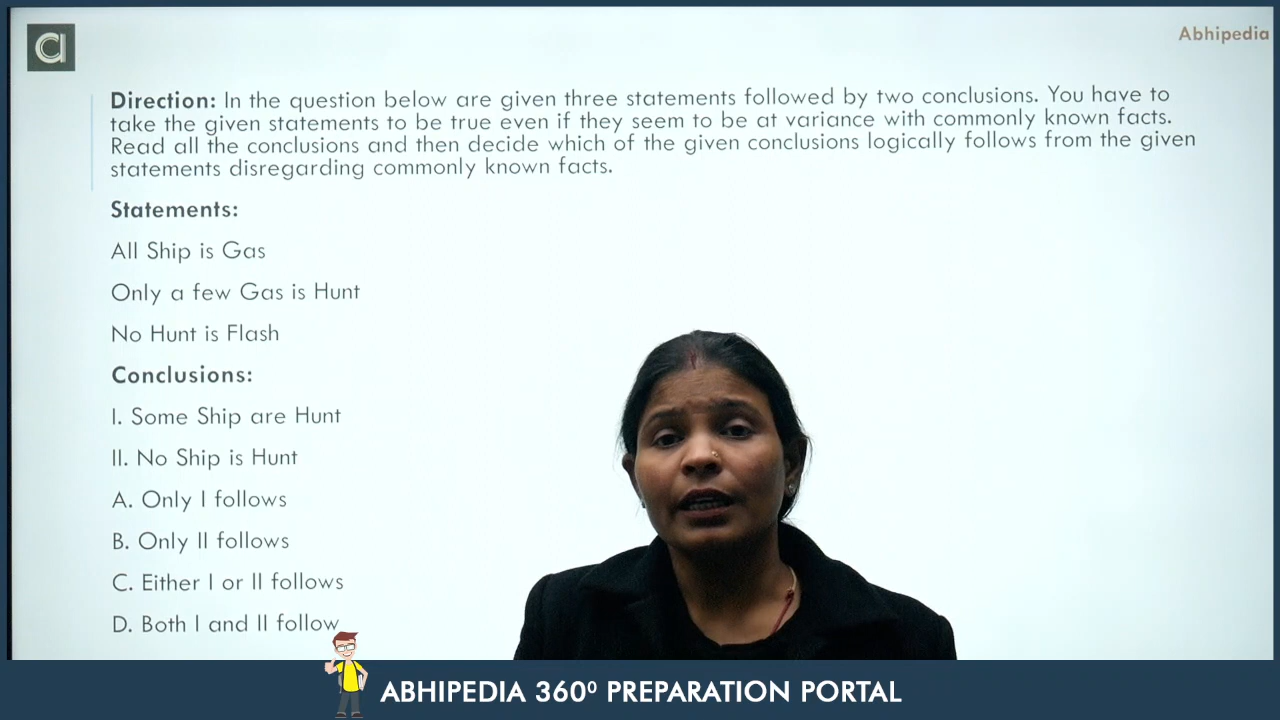 Abhipedia
Direction: In the question below are given three statements followed by two conclusions. You have to
take the given statements to be true even if they seem to be at variance with commonly known facts.
Read all the conclusions and then decide which of the given conclusions logically follows from the given
statements disregarding commonly known facts.
Statements:
All Ship is Gas
Only a few Gas is Hunt
No Hunt is Flash
Conclusions:
I. Some Ship are Hunt
II. No Ship is Hunt
A. Only I follows
B. Only II follows
C. Either I or II follows
D. Both I and II follow
ABHIPEDIA 360⁰ PREPARATION PORTAL